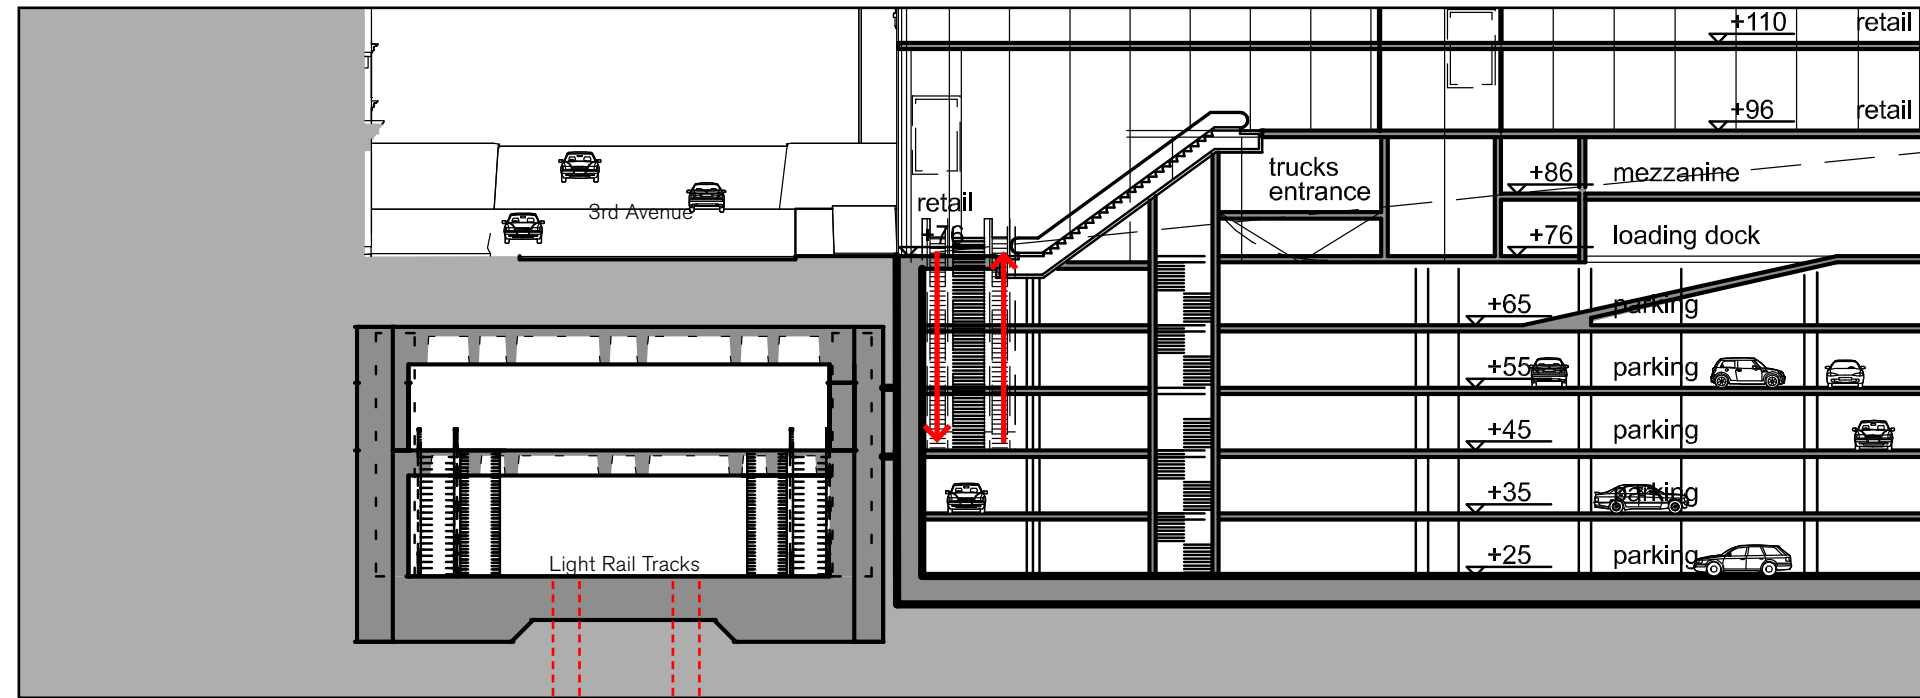 +110 retail
+96 retail
trucks
entrance
+86 mezzanine
3rd Avenue
retail
+76
+76 loading dock
+65 parking
+55 parking
+45 parking
+35 parking
+25 parking
Light Rail Tracks